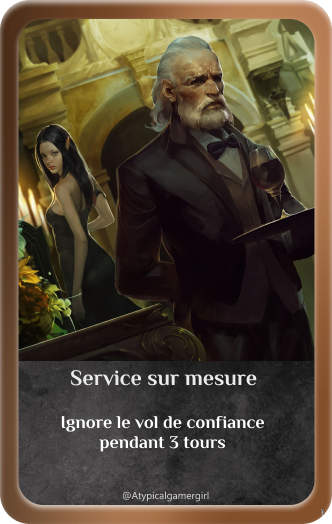 Service sur mesure
Ignore le vol de confiance
pendant 3 tours
@Atypicalgamergirl